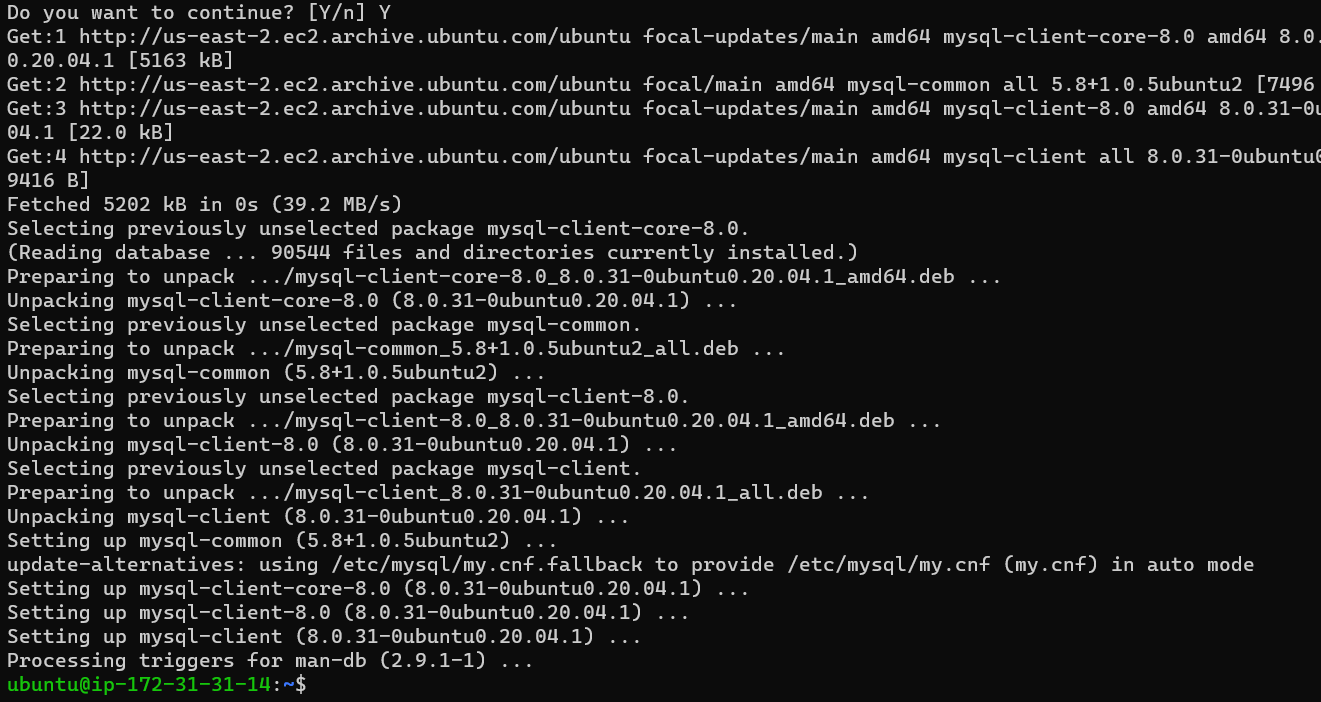 Do you want to continue? [Y/n] Y
Get:1 http://us-east-2.ec2.archive.ubuntu.com/ubuntu focal-updates/main amd64 mysql-client-core-8.0 amd64 8.0.
0.20.04.1 [5163 kB]
Get:2 http://us-east-2.ec2.archive.ubuntu.com/ubuntu focal/main amd64 mysql-common all 5.8+1.0.5ubuntu2 [7496
Get:3 http://us-east-2.ec2.archive.ubuntu.com/ubuntu focal-updates/main amd64 mysql-client-8.0 amd64 8.0.31-0u
04.1 [22.0 kB]
Get:4 http://us-east-2.ec2.archive.ubuntu.com/ubuntu focal-updates/main amd64 mysql-client all 8.0.31-0ubuntu0
9416 B]
Fetched 5202 kB in 0s (39.2 MB/s)
Selecting previously unselected package mysql-client-core-8.0.
(Reading database ... 90544 files and directories currently installed.)
Preparing to unpack .../mysql-client-core-8.0_8.0.31-0ubuntu0.20.04.1_amd64.deb ...
Unpacking mysql-client-core-8.0 (8.0.31-0ubuntu0.20.04.1) ...
Selecting previously unselected package mysql-common.
Preparing to unpack .../mysql-common_5.8+1.0.5ubuntu2_all.deb ...
Unpacking mysql-common (5.8+1.0.5ubuntu2) ...
Selecting previously unselected package mysql-client-8.0.
Preparing to unpack .../mysql-client-8.0_8.0.31-0ubuntu0.20.04.1_amd64.deb ...
Unpacking mysql-client-8.0 (8.0.31-0ubuntu0.20.04.1) ...
Selecting previously unselected package mysql-client.
Preparing to unpack .../mysql-client_8.0.31-0ubuntu0.20.04.1_all.deb ...
Unpacking mysql-client (8.0.31-0ubuntu0.20.04.1) ...
Setting up mysql-common (5.8+1.0.5ubuntu2) ...
update-alternatives: using /etc/mysql/my.cnf.fallback to provide /etc/mysql/my.cnf (my.cnf) in auto mode
Setting up mysql-client-core-8.0 (8.0.31-0ubuntu0.20.04.1) ...
Setting up mysql-client-8.0 (8.0.31-0ubuntu0.20.04.1) ...
Setting up mysql-client (8.0.31-0ubuntu0.20.04.1) ...
Processing triggers for man-db (2.9.1-1) ...
ubuntu@ip-172-31-31-14:~$